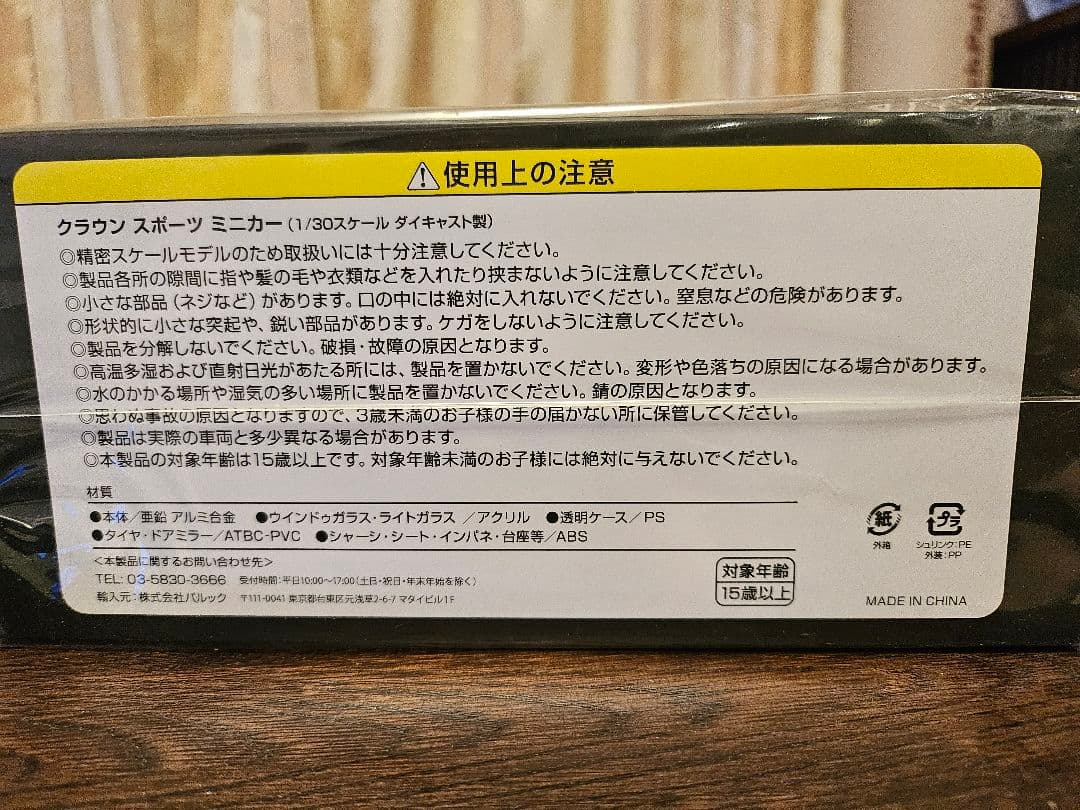 ⚠使用上の注意
クラウン スポーツ ミニカー(1/30スケール ダイキャスト製)
◎精密スケールモデルのため取扱いには十分注意してください。
◎製品各所の隙間に指や髪の毛や衣類などを入れたり挟まないように注意してください。
◎小さな部品(ネジなど)があります。口の中には絶対に入れないでください。窒息などの危険があります。
◎形状的に小さな突起や、鋭い部品があります。ケガをしないように注意してください。
◎製品を分解しないでください。破損・故障の原因となります。
◎高温多湿および直射日光があたる所には、製品を置かないでください。変形や色落ちの原因になる場合があります。
◎水のかかる場所や湿気の多い場所に製品を置かないでください。錆の原因となります。
◎思わぬ事故の原因となりますので、3歳未満のお子様の手の届かない所に保管してください。
◎製品は実際の車両と多少異なる場合があります。
◎本製品の対象年齢は15歳以上です。対象年齢未満のお子様には絶対に与えないでください。
材質
●本体/亜鉛 アルミ合金 ●ウインドゥガラス・ライトガラス /アクリル ●透明ケース/PS
●タイヤ・ドアミラー/ATBC-PVC ●シャーシ・シート・インパネ・台座等/ABS
<本製品に関するお問い合わせ先>
TEL: 03-5830-3666 受付時間:平日10:00〜17:00(土日・祝日・年末年始を除く)
輸入元:株式会社バルック 〒111-0041 東京都台東区元浅草2-6-7 マタイビル1F
対象年齢
15歳以上
紙
外箱
プラ
シュリンク:PE
外装:PP
MADE IN CHINA